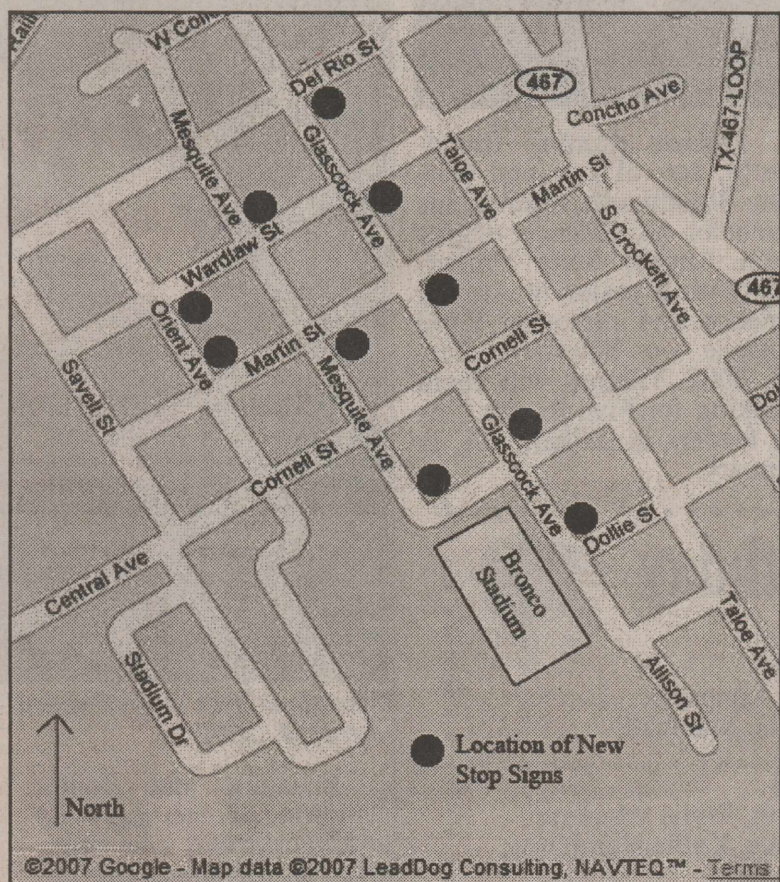 W Coll
Del Rio St
467
Concho Ave
TX-467-LOOP
Mesquite Ave
Glasscock Ave
Taloe Ave
Martin St
S Crockett Ave
Wardlaw St
467
Orient Ave
Martin St
Cornell St
Savell St
Mesquite Ave
Cornell St
Glasscock Ave
Dollie St
Central Ave
Bronco
Stadium
Taloe Ave
Stadium Dr
Allison St
Location of New
Stop Signs
North
©2007 Google - Map data ©2007 LeadDog Consulting, NAVTEQ™ - Terms